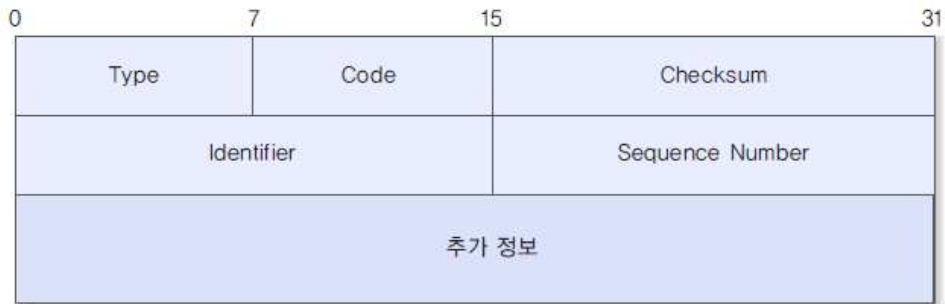 0 7 15 31
Type Code Checksum
Identifier Sequence Number
추가 정보